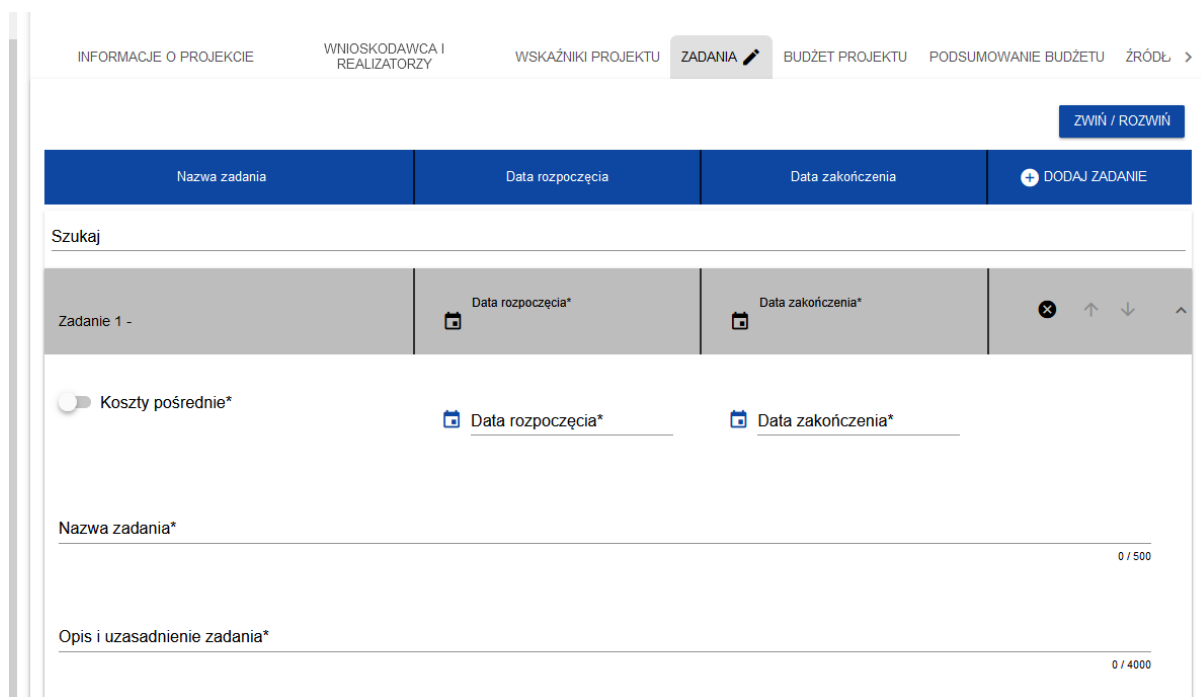 INFORMACJE O PROJEKCIE
WNIOSKODAWCA I
REALIZATORZY
WSKAŹNIKI PROJEKTU
ZADANIA
BUDŻET PROJEKTU
PODSUMOWANIE BUDŻETU
ZWIŃ / ROZWIŃ
Nazwa zadania
Data rozpoczęcia
Data zakończenia
DODAJ ZADANIE
Szukaj
Zadanie 1 -
Data rozpoczęcia*
Data zakończenia*
Koszty pośrednie*
Data rozpoczęcia*
Data zakończenia*
Nazwa zadania*
0 / 500
Opis i uzasadnienie zadania*
0 / 4000